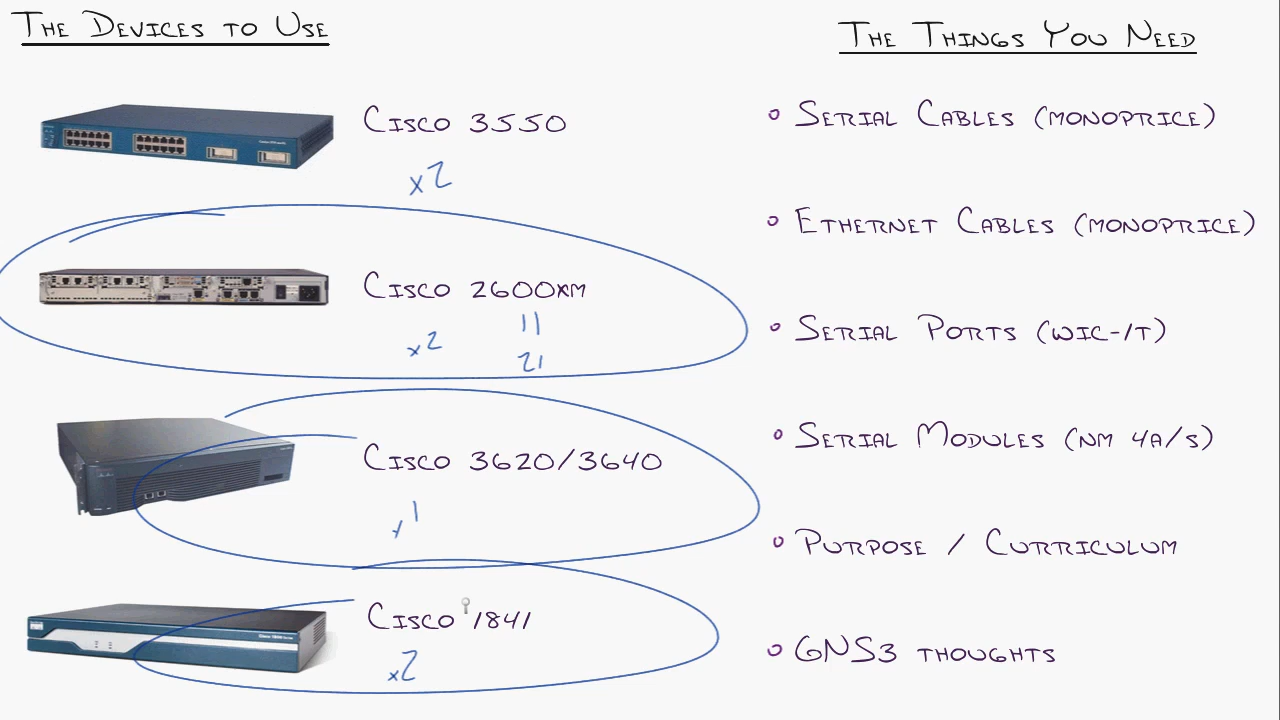 The Devices to Use
Cisco 3550
x2
Cisco 2600xm
x2
11
21
Cisco 3620/3640
x1
Cisco 1841
x2
The Things You Need
Serial Cables (monoprice)
Ethernet Cables (monoprice)
Serial Ports (wic-1t)
Serial Modules (nm 4a/s)
Purpose / Curriculum
GNS3 thoughts